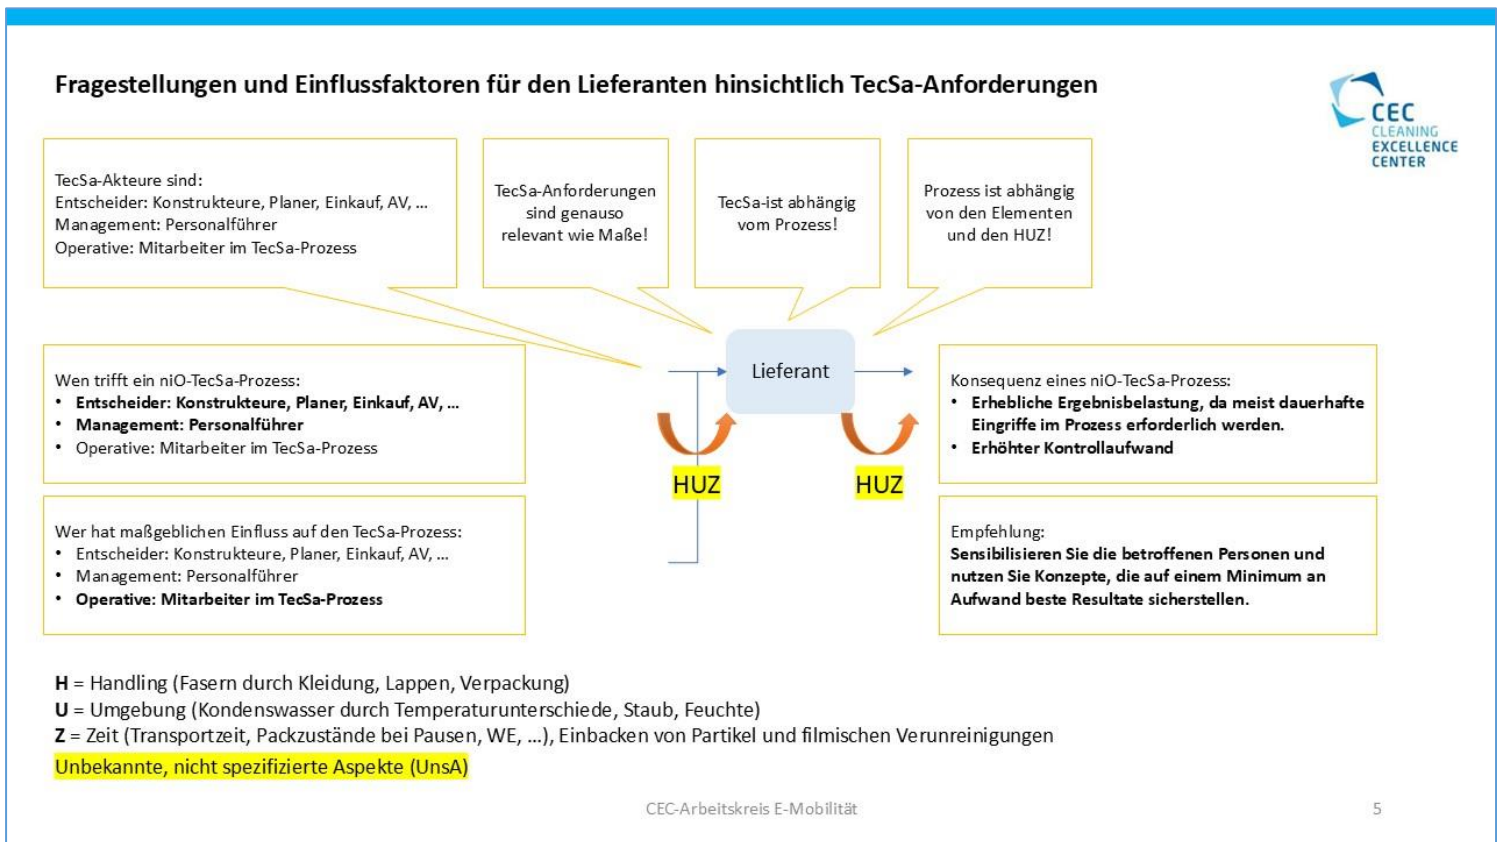 Fragestellungen und Einflussfaktoren für den Lieferanten hinsichtlich TecSa-Anforderungen
CEC
CLEANING
EXCELLENCE
CENTER
TecSa-Akteure sind:
Entscheider: Konstrukteure, Planer, Einkauf, AV, ...
Management: Personalführer
Operative: Mitarbeiter im TecSa-Prozess
TecSa-Anforderungen
sind genauso
relevant wie Maße!
TecSa-ist abhängig
vom Prozess!
Prozess ist abhängig
von den Elementen
und den HUZ!
Lieferant
Wen trifft ein niO-TecSa-Prozess:
• Entscheider: Konstrukteure, Planer, Einkauf, AV, ...
• Management: Personalführer
• Operative: Mitarbeiter im TecSa-Prozess
HUZ
HUZ
Konsequenz eines niO-TecSa-Prozess:
• Erhebliche Ergebnisbelastung, da meist dauerhafte
Eingriffe im Prozess erforderlich werden.
• Erhöhter Kontrollaufwand
Wer hat maßgeblichen Einfluss auf den TecSa-Prozess:
• Entscheider: Konstrukteure, Planer, Einkauf, AV, ...
• Management: Personalführer
• Operative: Mitarbeiter im TecSa-Prozess
Empfehlung:
Sensibilisieren Sie die betroffenen Personen und
nutzen Sie Konzepte, die auf einem Minimum an
Aufwand beste Resultate sicherstellen.
H = Handling (Fasern durch Kleidung, Lappen, Verpackung)
U = Umgebung (Kondenswasser durch Temperaturunterschiede, Staub, Feuchte)
Z = Zeit (Transportzeit, Packzustände bei Pausen, WE, ...), Einbacken von Partikel und filmischen Verunreinigungen
Unbekannte, nicht spezifizierte Aspekte (UnsA)
CEC-Arbeitskreis E-Mobilität
5